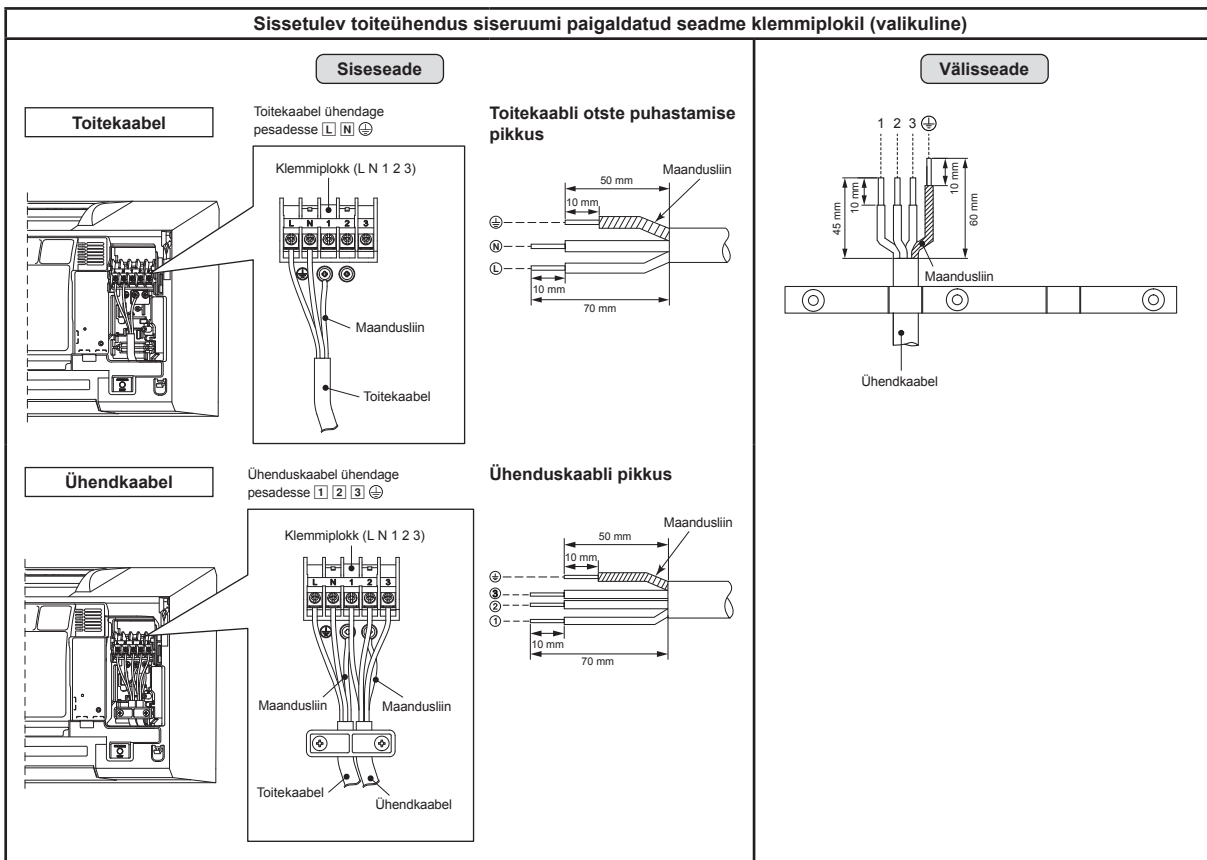 Sissetulev toiteühendus siseruumi paigaldatud seadme klemmiplokil (valikuline)
Siseseade
Toitekaabel
Toitekaabel ühendage
pesadesse L N ⏚
Klemmiplokk (L N 1 2 3)
L N 1 2 3
Maandusliin
Toitekaabel
Toitekaabli otste puhastamise
pikkus
Maandusliin
50 mm
10 mm
⏚
N
L
10 mm
70 mm
Ühendkaabel
Ühenduskaabel ühendage
pesadesse 1 2 3 ⏚
Klemmiplokk (L N 1 2 3)
L N 1 2 3
Maandusliin
Maandusliin
Toitekaabel
Ühendkaabel
Ühenduskaabli pikkus
Maandusliin
50 mm
10 mm
⏚
3
2
1
10 mm
70 mm
Välisseade
1 2 3 ⏚
10 mm
45 mm
10 mm
60 mm
Maandusliin
Ühendkaabel